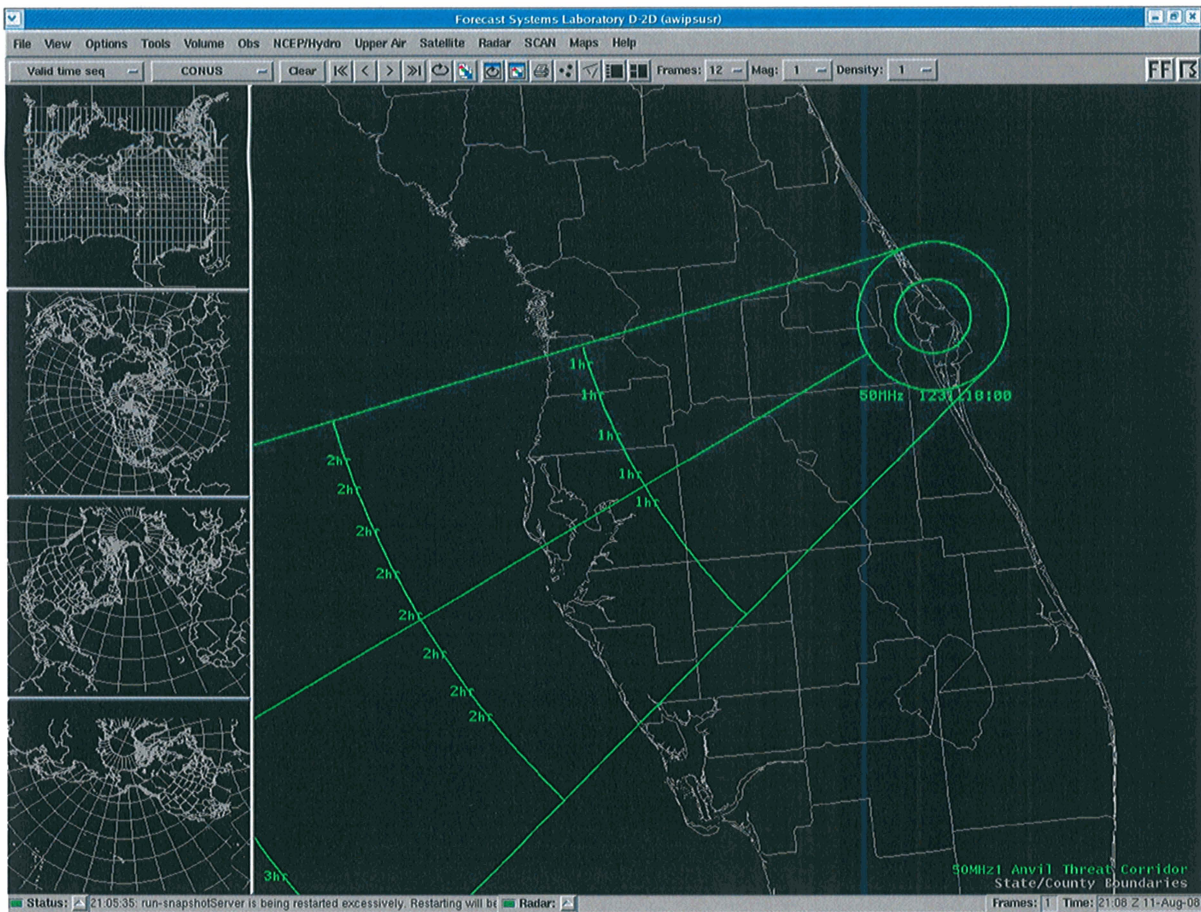 Forecast Systems Laboratory D-2D (awipsusr)
File View Options Tools Volume Obs NCEP/Hydro Upper Air Satellite Radar SCAN Maps Help
Valid time seq CONUS Clear Frames: 12 Mag: 1 Density: 1 FF
1hr
1hr
1hr
1hr
1hr
50MHz
2hr
2hr
2hr
2hr
2hr
2hr
2hr
2hr
3hr
50MHz1 Anvil Threat Corridor
State/County Boundaries
Status: 21:05:35: run-snapshotServer is being restarted excessively. Restarting will be Radar: Frames: 1 Time: 21:08 Z 11-Aug-08